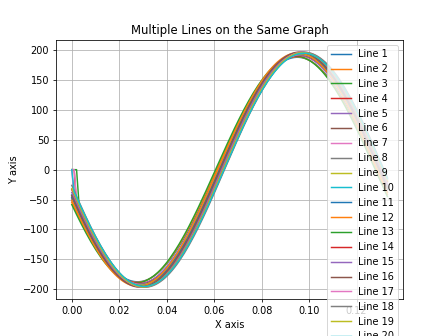 Multiple Lines on the Same Graph
Y axis
200
150
100
50
0
−50
−100
−150
−200
0.00
0.02
0.04
0.06
0.08
0.10
X axis
Line 1
Line 2
Line 3
Line 4
Line 5
Line 6
Line 7
Line 8
Line 9
Line 10
Line 11
Line 12
Line 13
Line 14
Line 15
Line 16
Line 17
Line 18
Line 19
Line 20